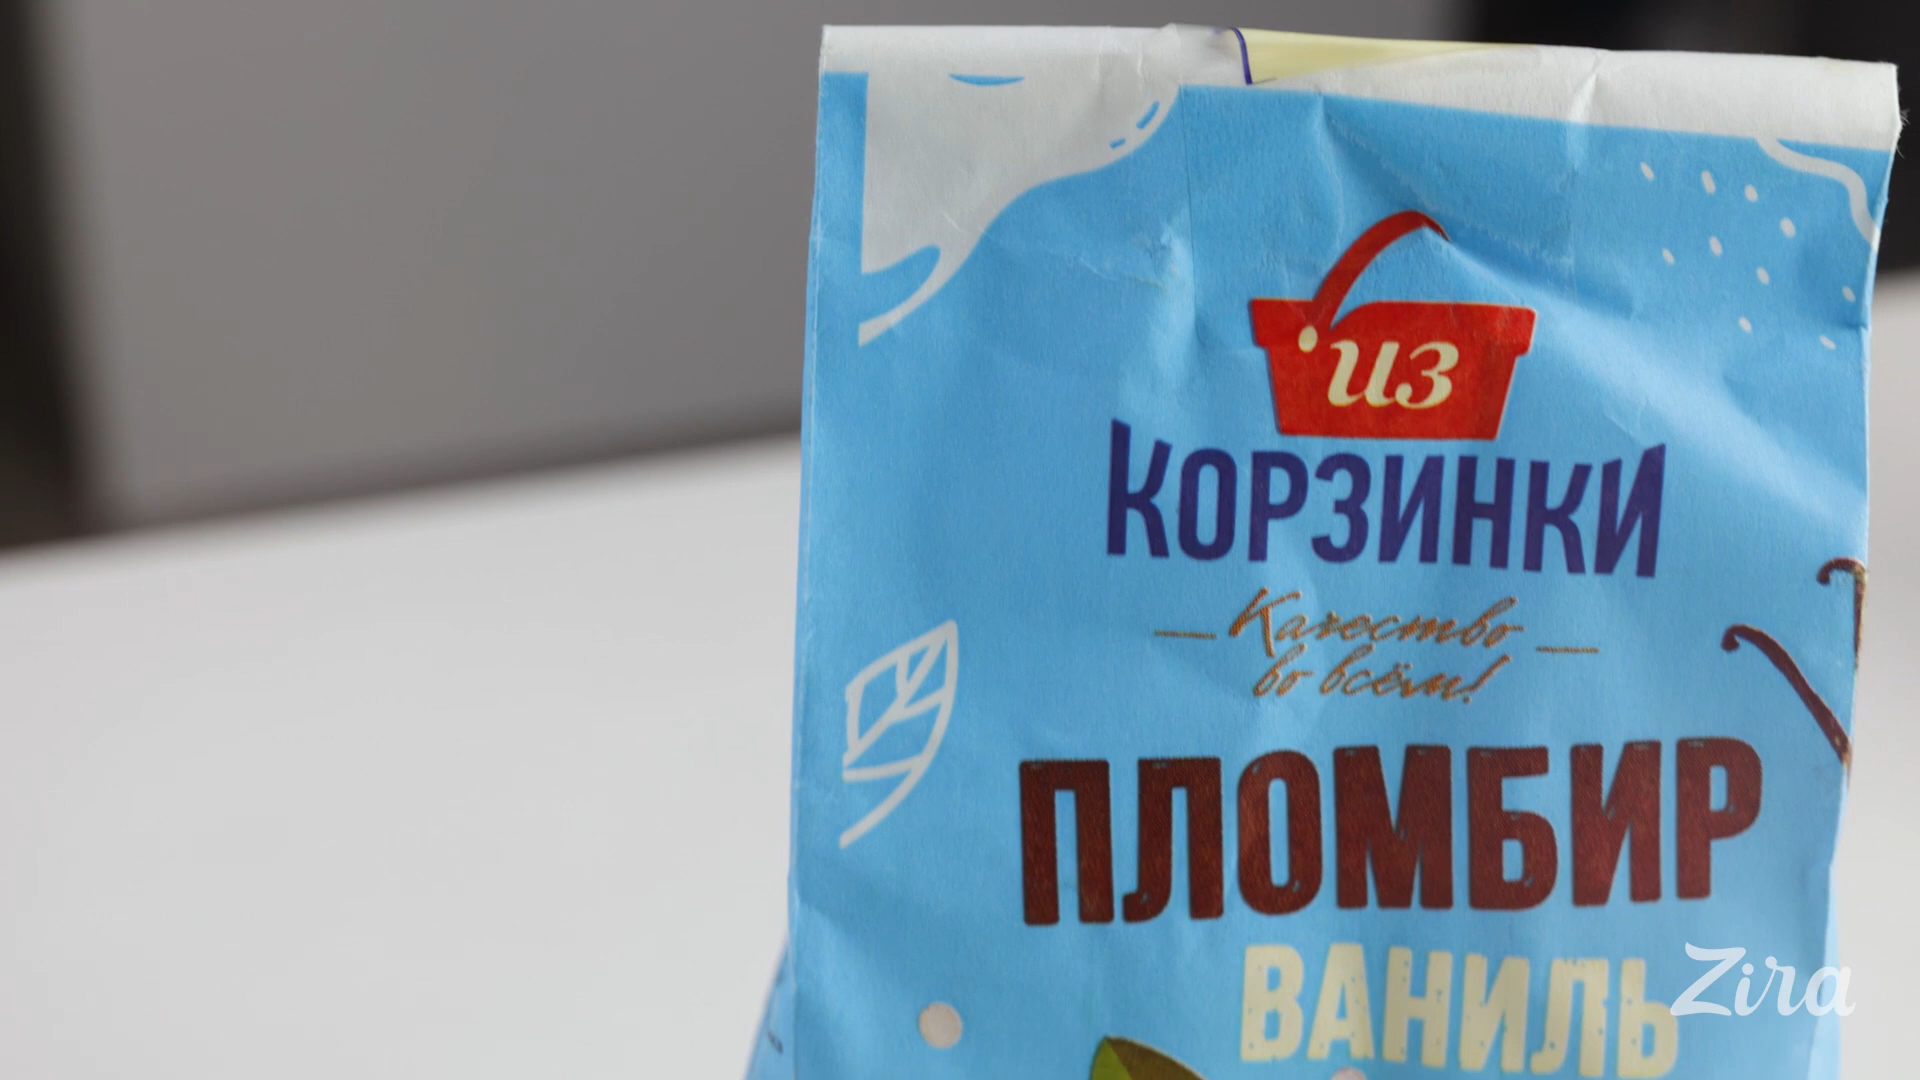 из
КОРЗИНКИ
Качество
во всём!
ПЛОМБИР
ВАНИЛЬ
Zira